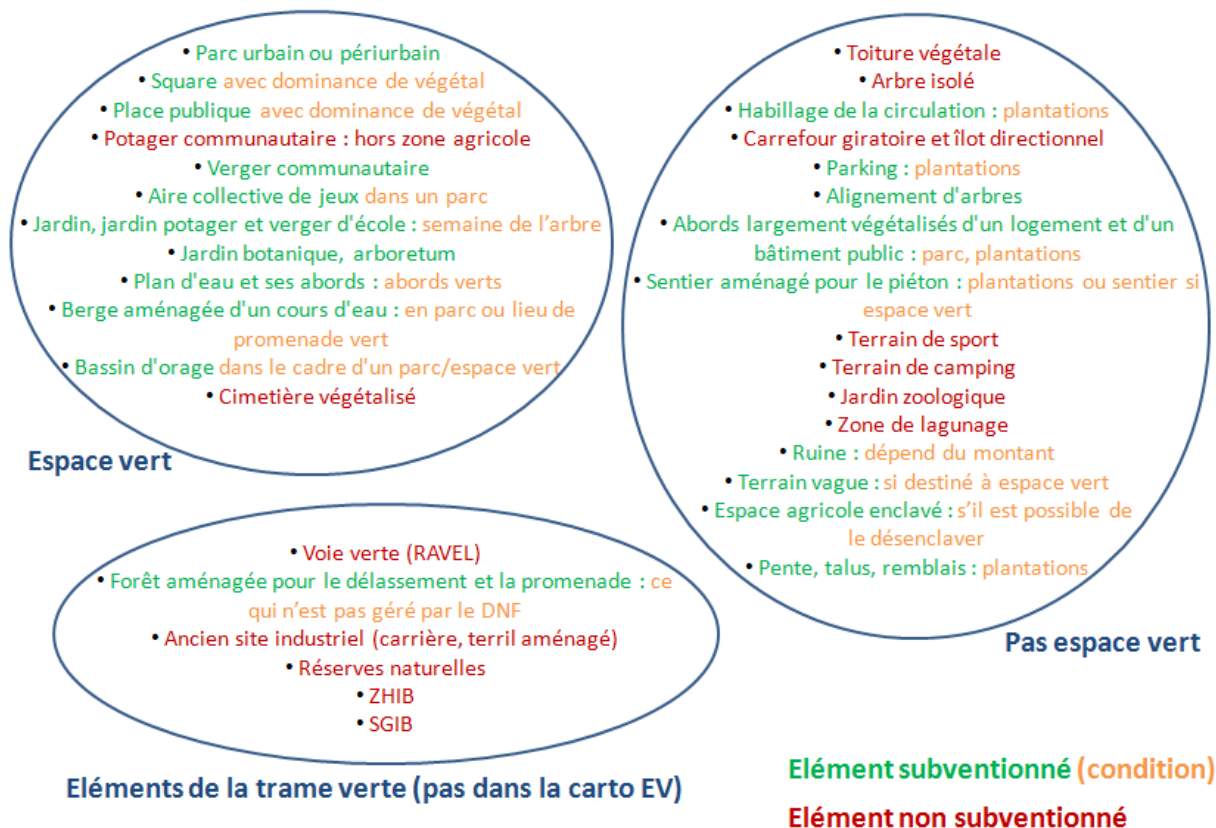 • Parc urbain ou périurbain
• Square avec dominance de végétal
• Place publique avec dominance de végétal
• Potager communautaire : hors zone agricole
• Verger communautaire
• Aire collective de jeux dans un parc
• Jardin, jardin potager et verger d'école : semaine de l'arbre
• Jardin botanique, arboretum
• Plan d'eau et ses abords : abords verts
• Berge aménagée d'un cours d'eau : en parc ou lieu de
promenade vert
• Bassin d'orage dans le cadre d'un parc/espace vert
• Cimetière végétalisé
Espace vert
• Toiture végétale
• Arbre isolé
• Habillage de la circulation : plantations
• Carrefour giratoire et îlot directionnel
• Parking : plantations
• Alignement d'arbres
• Abords largement végétalisés d'un logement et d'un
bâtiment public : parc, plantations
• Sentier aménagé pour le piéton : plantations ou sentier si
espace vert
• Terrain de sport
• Terrain de camping
• Jardin zoologique
• Zone de lagunage
• Ruine : dépend du montant
• Terrain vague : si destiné à espace vert
• Espace agricole enclavé : s'il est possible de
le désenclaver
• Pente, talus, remblais : plantations
Pas espace vert
• Voie verte (RAVEL)
• Forêt aménagée pour le délassement et la promenade : ce
qui n'est pas géré par le DNF
• Ancien site industriel (carrière, terril aménagé)
• Réserves naturelles
• ZHIB
• SGIB
Eléments de la trame verte (pas dans la carto EV)
Elément subventionné (condition)
Elément non subventionné